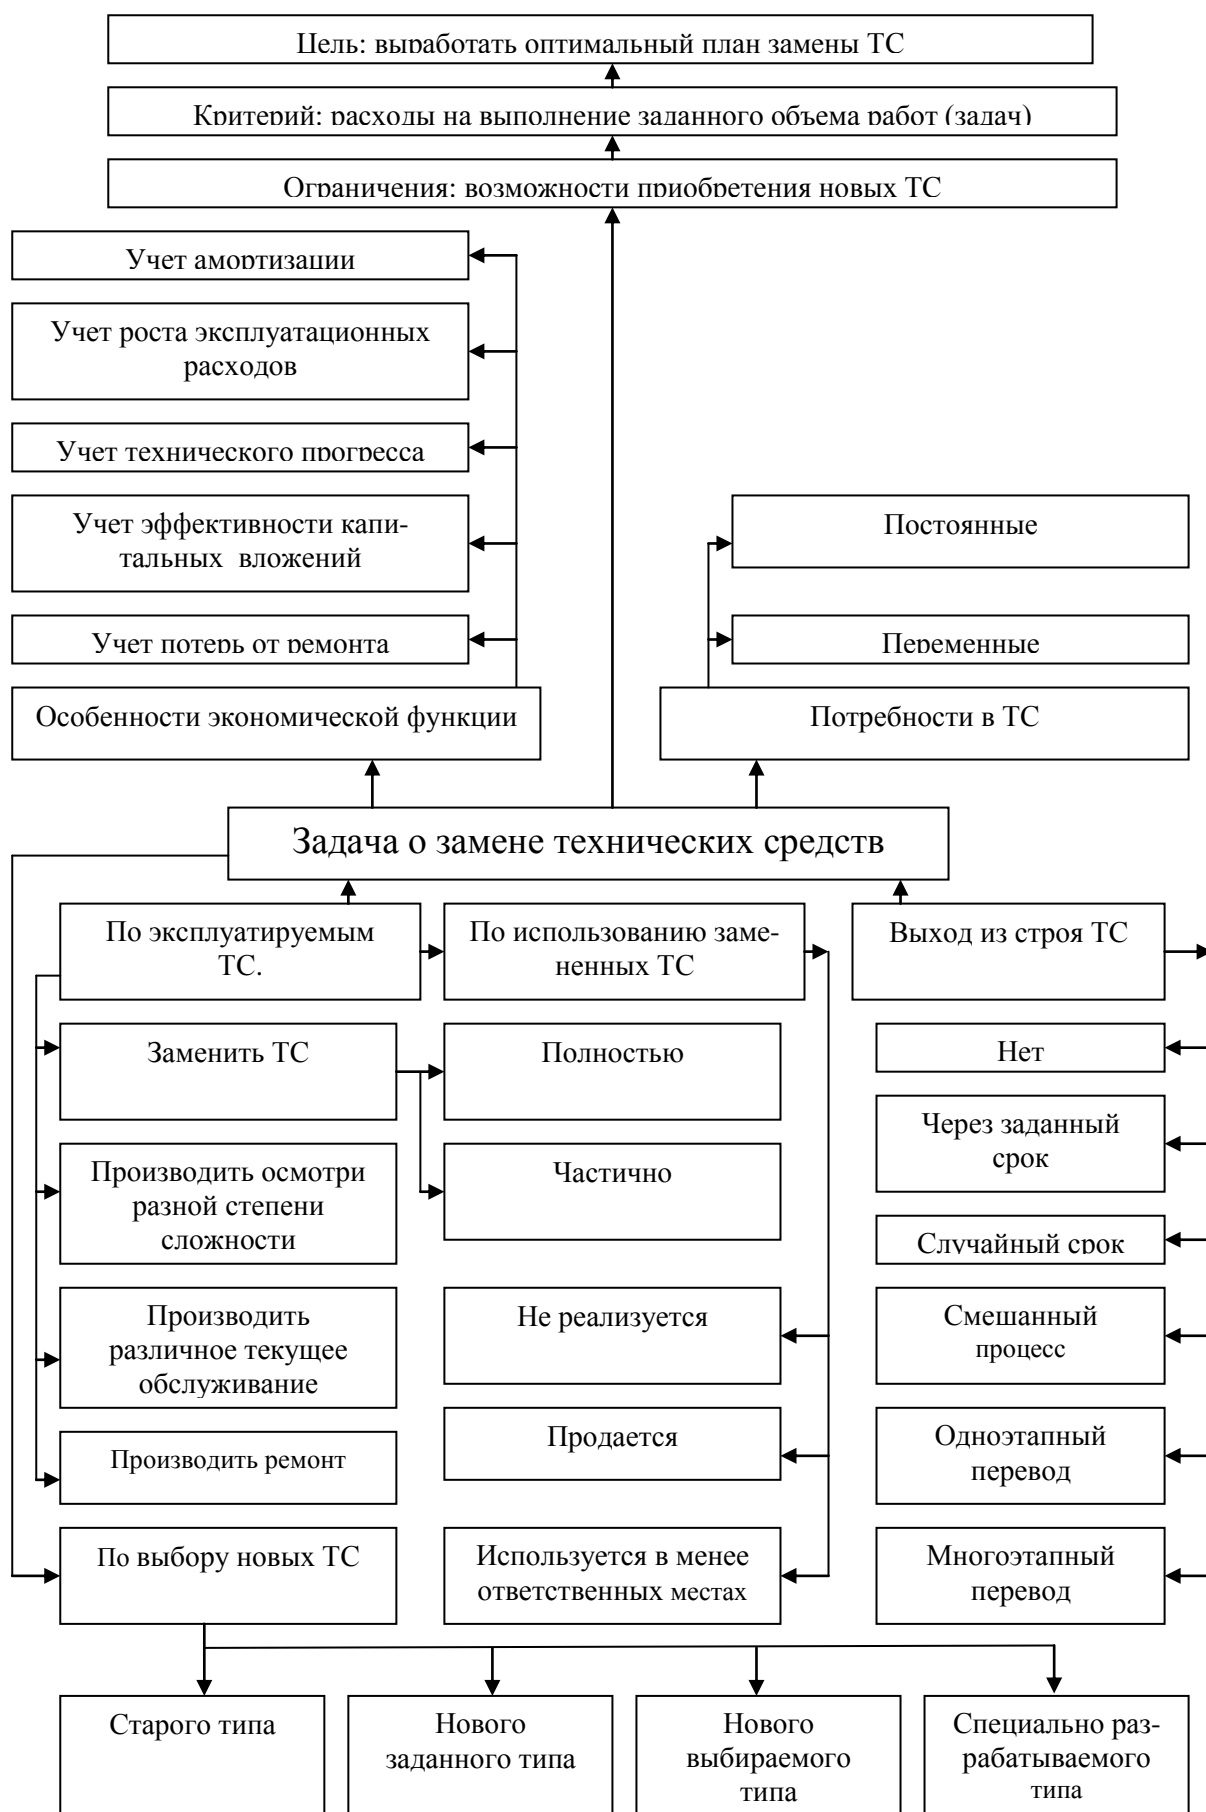 Цель: выработать оптимальный план замены ТС
Критерий: расходы на выполнение заданного объема работ (задач)
Ограничения: возможности приобретения новых ТС
Учет амортизации
Учет роста эксплуатационных
расходов
Учет технического прогресса
Учет эффективности капи-
тальных вложений
Учет потерь от ремонта
Особенности экономической функции
Постоянные
Переменные
Потребности в ТС
Задача о замене технических средств
По эксплуатируемым
ТС.
По использованию заме-
ненных ТС
Выход из строя ТС
Заменить ТС
Полностью
Нет
Через заданный
срок
Производить осмотри
разной степени
сложности
Частично
Случайный срок
Производить
различное текущее
обслуживание
Не реализуется
Смешанный
процесс
Производить ремонт
Продается
Одноэтапный
перевод
По выбору новых ТС
Используется в менее
ответственных местах
Многоэтапный
перевод
Старого типа
Нового
заданного типа
Нового
выбираемого
типа
Специально раз-
рабатываемого
типа